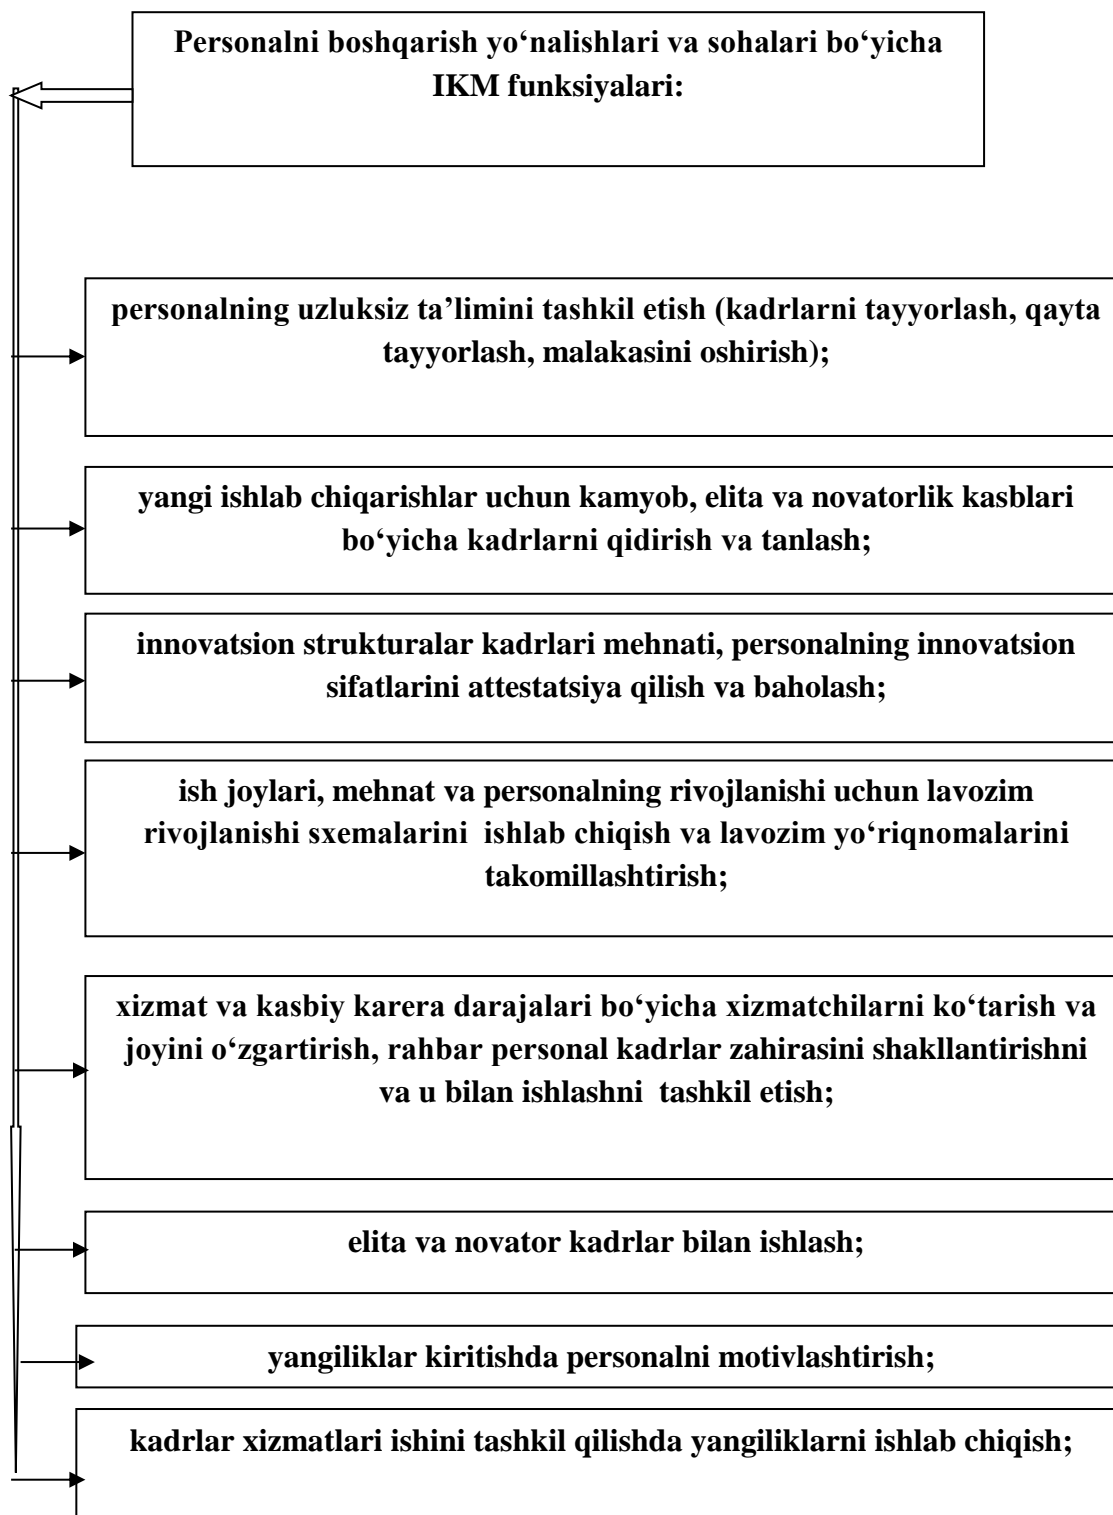 Personalni boshqarish yo‘nalishlari va sohalari bo‘yicha
IKM funksiyalari:
personalning uzluksiz ta’limini tashkil etish (kadrlarni tayyorlash, qayta
tayyorlash, malakasini oshirish);
yangi ishlab chiqarishlar uchun kamyob, elita va novatorlik kasblari
bo‘yicha kadrlarni qidirish va tanlash;
innovatsion strukturalar kadrlari mehnati, personalning innovatsion
sifatlarini attestatsiya qilish va baholash;
ish joylari, mehnat va personalning rivojlanishi uchun lavozim
rivojlanishi sxemalarini ishlab chiqish va lavozim yo‘riqnomalarini
takomillashtirish;
xizmat va kasbiy karera darajalari bo‘yicha xizmatchilarni ko‘tarish va
joyini o‘zgartirish, rahbar personal kadrlar zahirasini shakllantirishni
va u bilan ishlashni tashkil etish;
elita va novator kadrlar bilan ishlash;
yangiliklar kiritishda personalni motivlashtirish;
kadrlar xizmatlari ishini tashkil qilishda yangiliklarni ishlab chiqish;